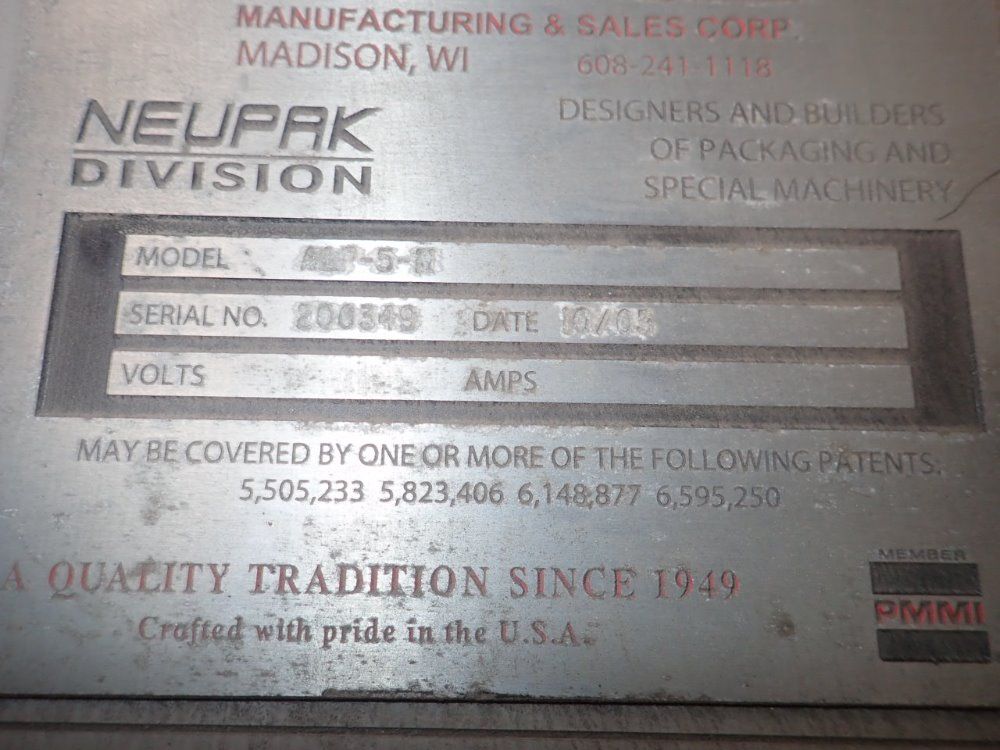 MANUFACTURING & SALES CORP.
MADISON, WI 608-241-1118
NEUPAK
DIVISION
DESIGNERS AND BUILDERS
OF PACKAGING AND
SPECIAL MACHINERY
MODEL
SERIAL NO. 200349 DATE 10/03
VOLTS AMPS
MAY BE COVERED BY ONE OR MORE OF THE FOLLOWING PATENTS:
5,505,233 5,823,406 6,148,877 6,595,250
A QUALITY TRADITION SINCE 1949
Crafted with pride in the U.S.A.
MEMBER
PMMI